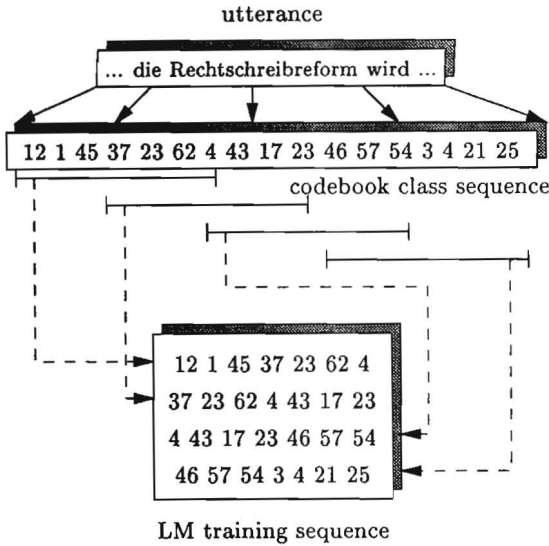 utterance
... die Rechtschreibreform wird ...
12 1 45 37 23 62 4 43 17 23 46 57 54 3 4 21 25
codebook class sequence
12 1 45 37 23 62 4
37 23 62 4 43 17 23
4 43 17 23 46 57 54
46 57 54 3 4 21 25
LM training sequence